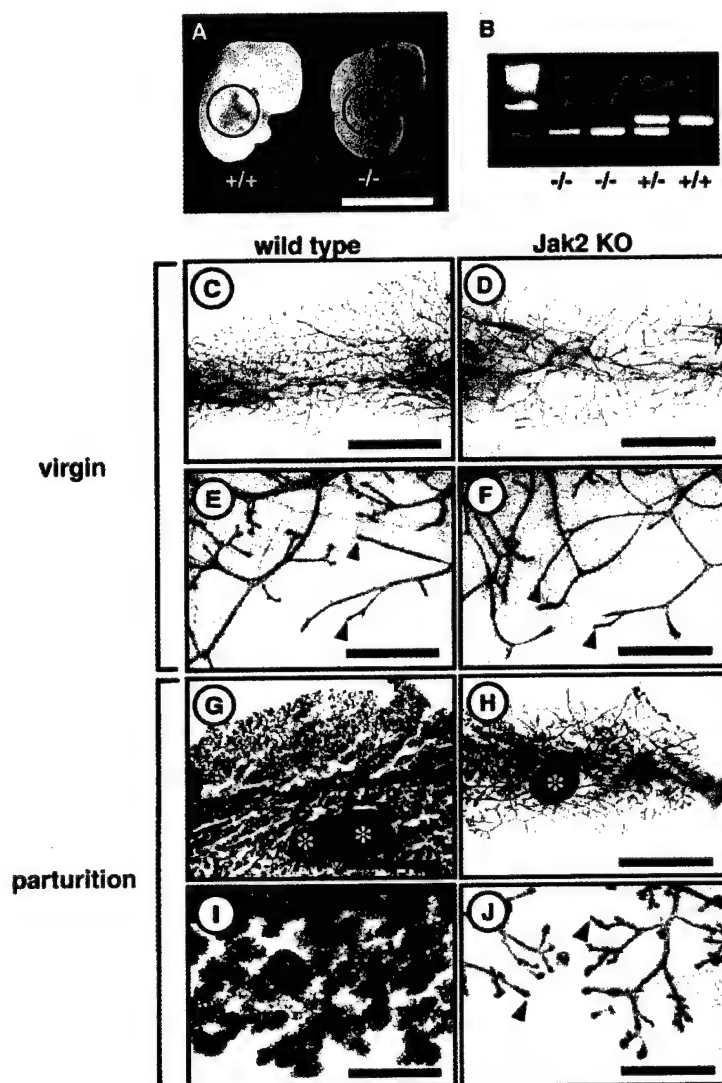 A
B
+/+ -/-
-/- -/- +/- +/+
wild type Jak2 KO
C D
virgin
E F
G H
* * *
parturition
I J